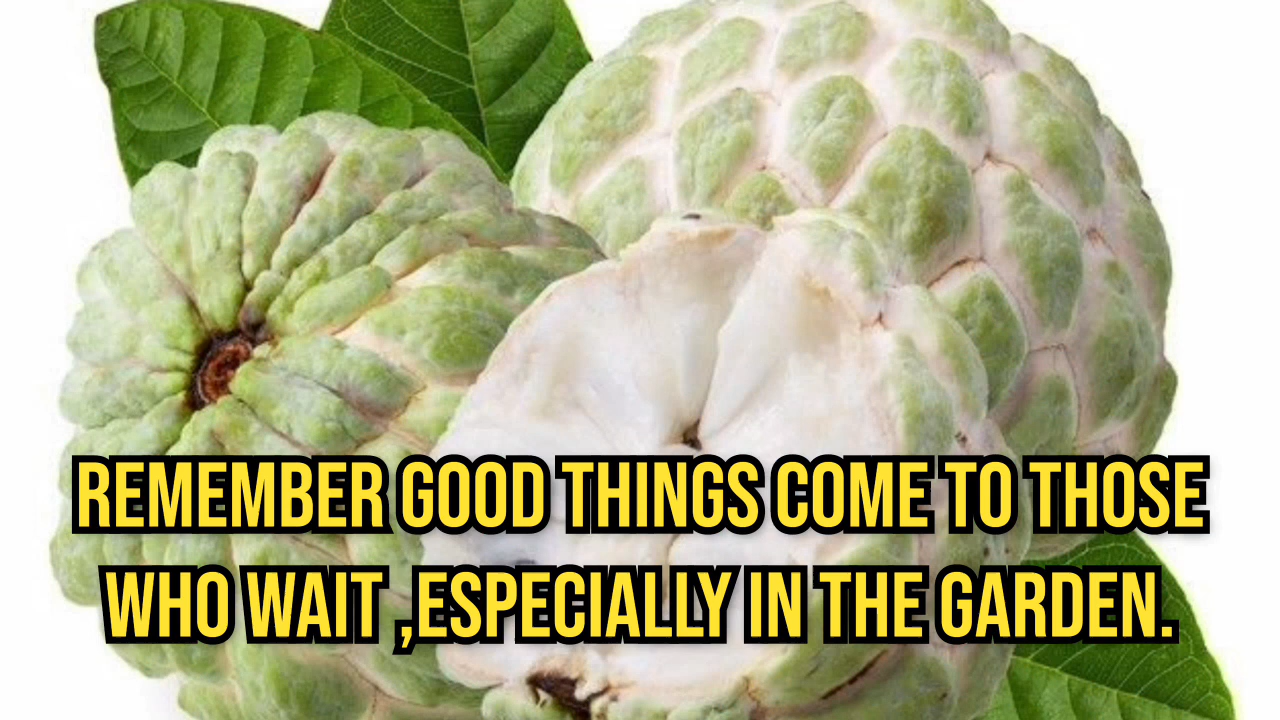 REMEMBER GOOD THINGS COME TO THOSE
WHO WAIT ,ESPECIALLY IN THE GARDEN.